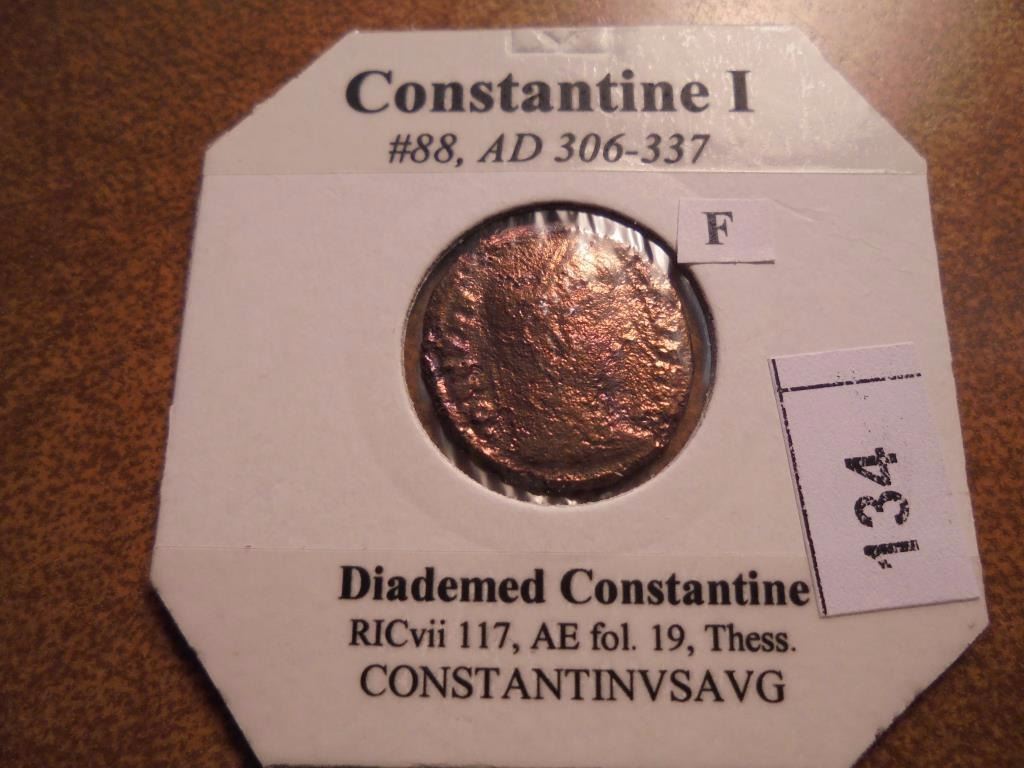 Constantine I
#88, AD 306-337
F
134
Diademed Constantine
RICvii 117, AE fol. 19, Thess.
CONSTANTINVSAVG